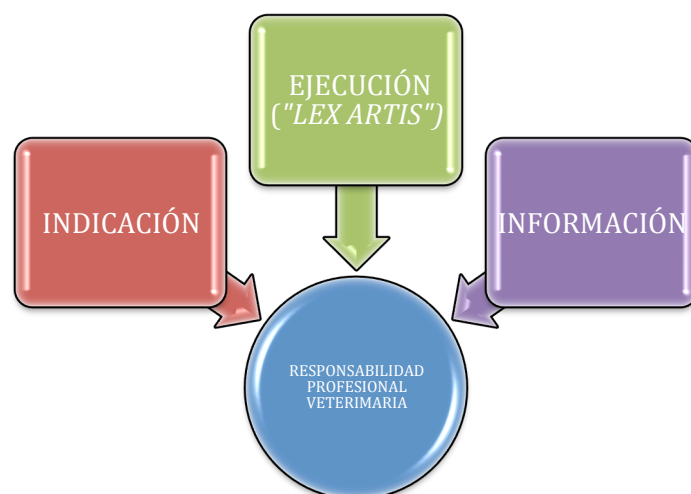 EJECUCIÓN
("LEX ARTIS")
INDICACIÓN
INFORMACIÓN
RESPONSABILIDAD
PROFESIONAL
VETERIMARIA